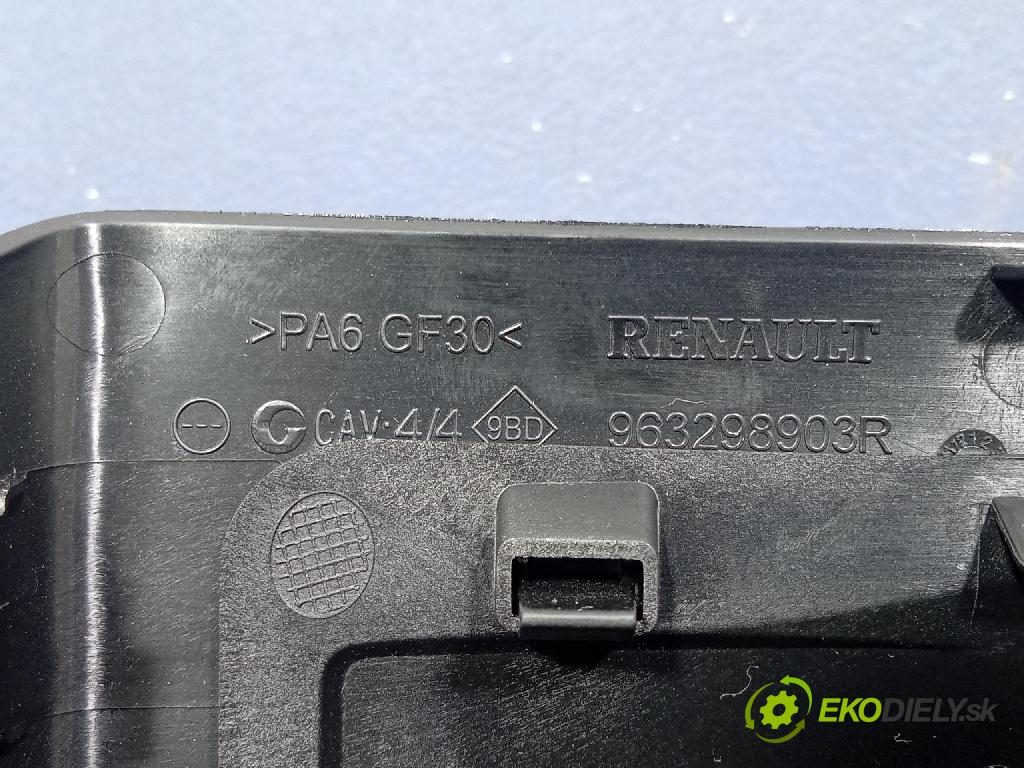 >PA6 GF30< RENAULT
--- G CAV·4/4 9BD 963298903R
EKODIELY.sk